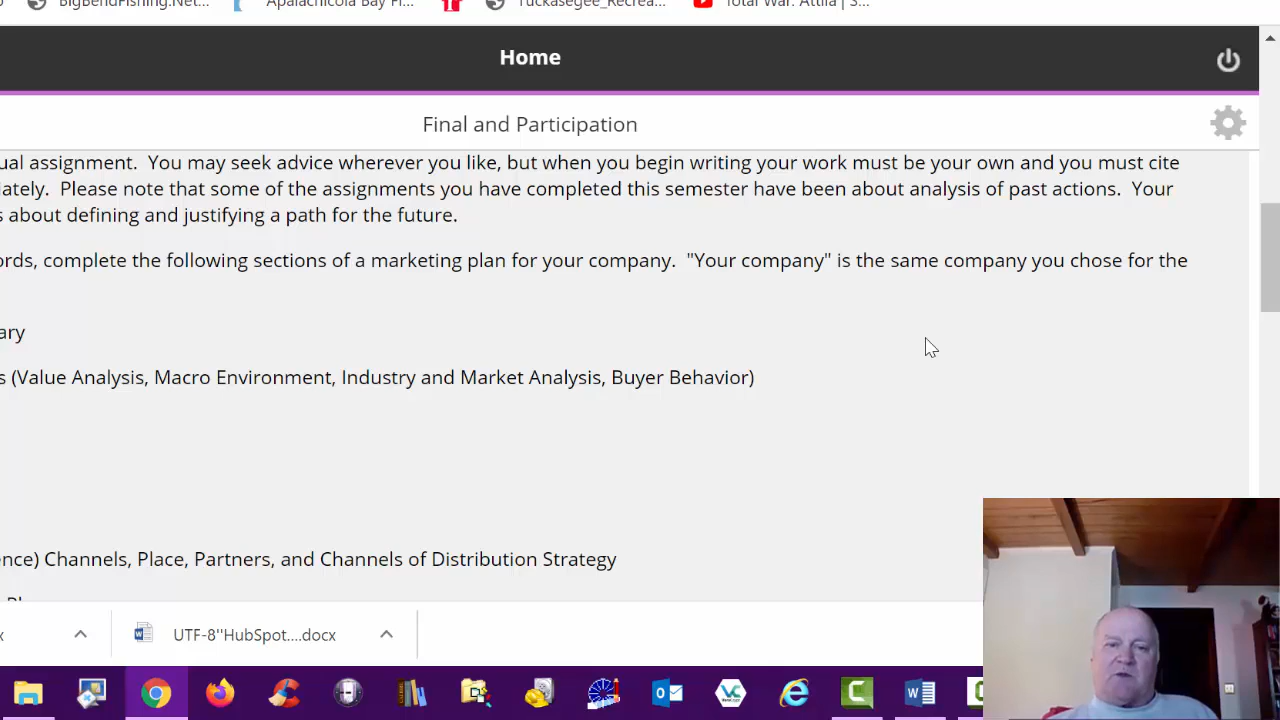 BigBendFishing.Net... Apalachicola Bay Fi... Tuckasegee_Recrea... Total War: Attila | S...
Home
Final and Participation
ual assignment. You may seek advice wherever you like, but when you begin writing your work must be your own and you must cite
iately. Please note that some of the assignments you have completed this semester have been about analysis of past actions. Your
s about defining and justifying a path for the future.
ords, complete the following sections of a marketing plan for your company. "Your company" is the same company you chose for the
ary
s (Value Analysis, Macro Environment, Industry and Market Analysis, Buyer Behavior)
ence) Channels, Place, Partners, and Channels of Distribution Strategy
x UTF-8''HubSpot....docx